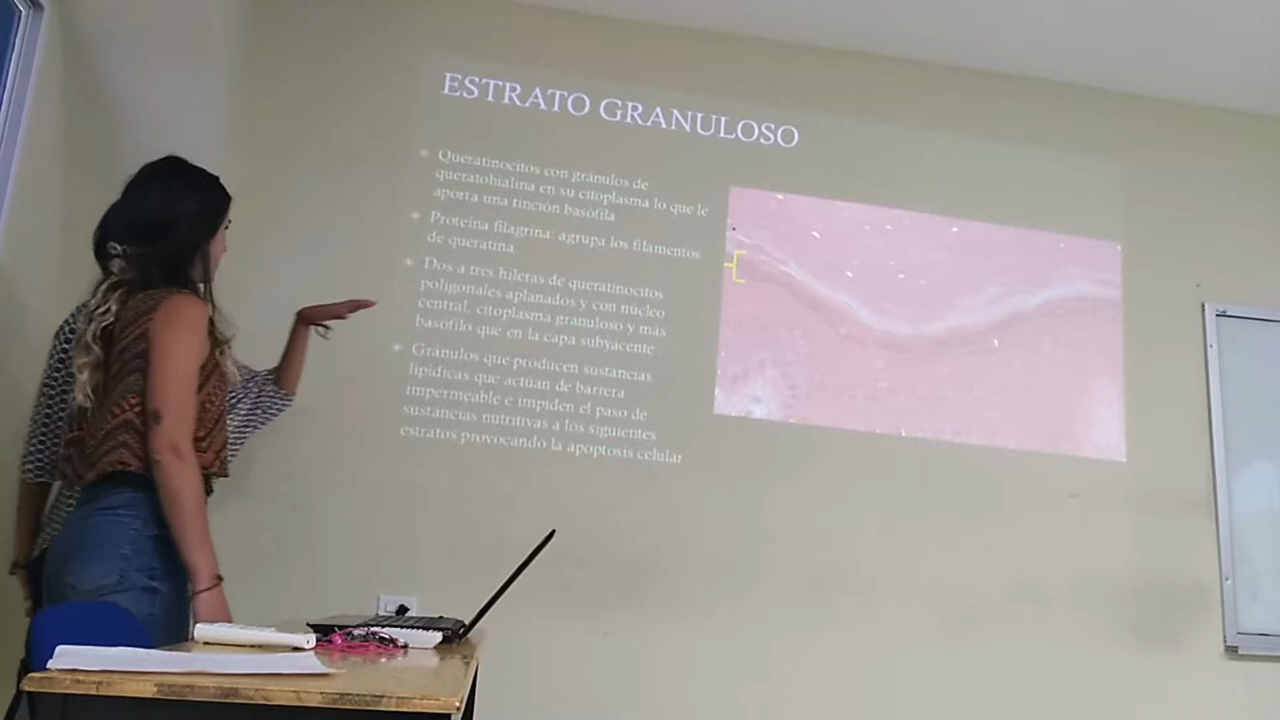 ESTRATO GRANULOSO
Queratinocitos con gránulos de
queratohialina en su citoplasma lo que le
aporta una tinción basófila
Proteína filagrina: agrupa los filamentos
de queratina.
Dos a tres hileras de queratinocitos
poligonales aplanados y con núcleo
central, citoplasma granuloso y más
basófilo que en la capa subyacente
Gránulos que producen sustancias
lipídicas que actúan de barrera
impermeable e impiden el paso de
sustancias nutritivas a los siguientes
estratos provocando la apoptosis celular